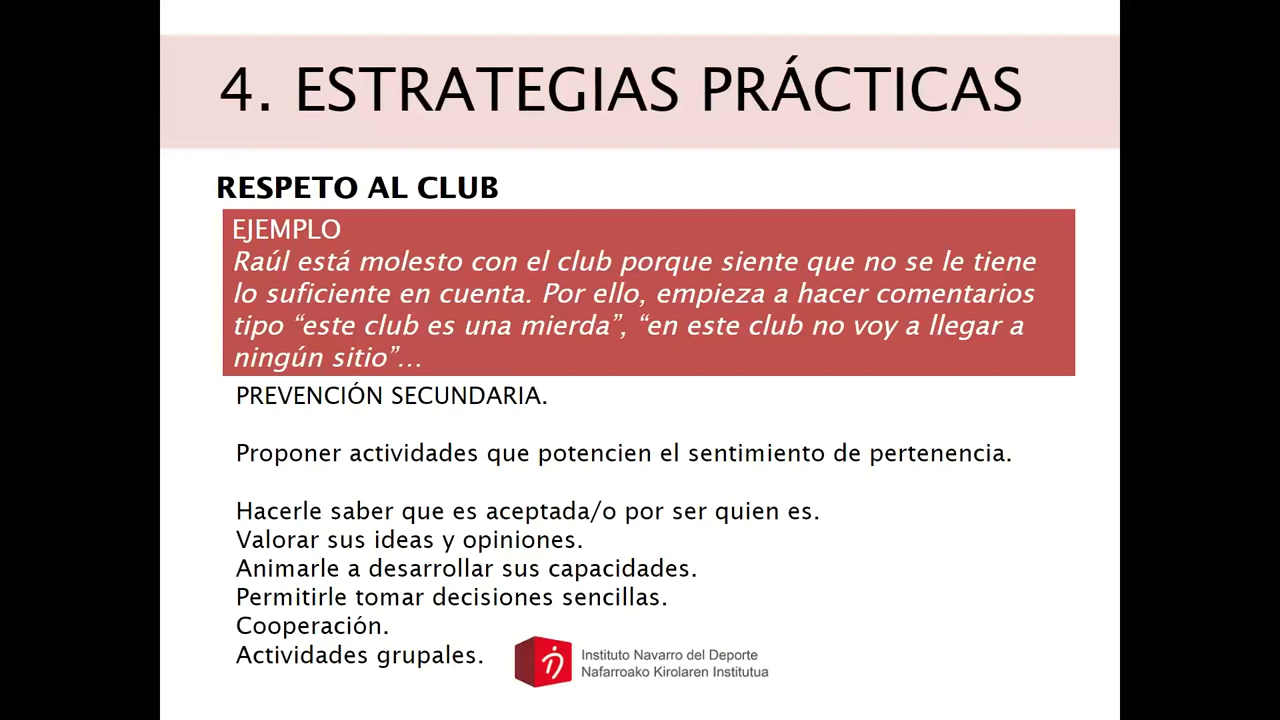 4. ESTRATEGIAS PRÁCTICAS
RESPETO AL CLUB
EJEMPLO
Raúl está molesto con el club porque siente que no se le tiene
lo suficiente en cuenta. Por ello, empieza a hacer comentarios
tipo “este club es una mierda”, “en este club no voy a llegar a
ningún sitio”…
PREVENCIÓN SECUNDARIA.
Proponer actividades que potencien el sentimiento de pertenencia.
Hacerle saber que es aceptada/o por ser quien es.
Valorar sus ideas y opiniones.
Animarle a desarrollar sus capacidades.
Permitirle tomar decisiones sencillas.
Cooperación.
Actividades grupales.
Instituto Navarro del Deporte
Nafarroako Kirolaren Institutua